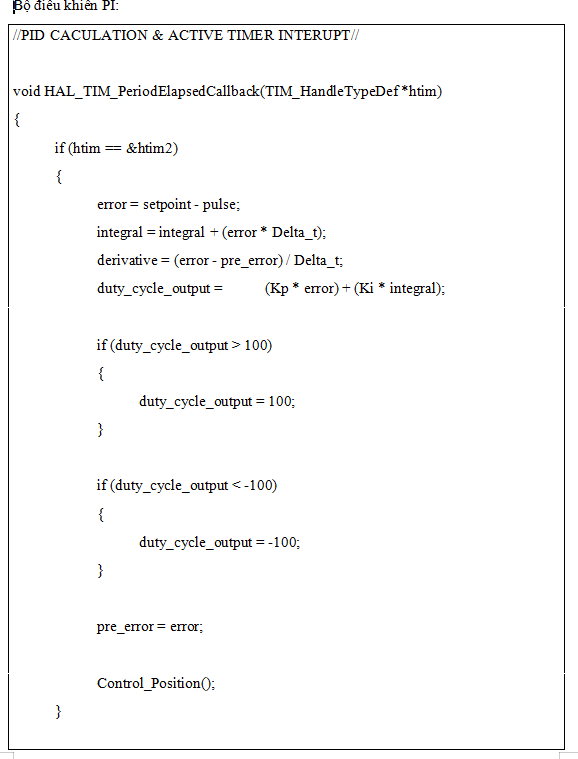 Bộ điều khiển PI:
//PID CACULATION & ACTIVE TIMER INTERUPT//
void HAL_TIM_PeriodElapsedCallback(TIM_HandleTypeDef *htim)
{
if (htim == &htim2)
{
error = setpoint - pulse;
integral = integral + (error * Delta_t);
derivative = (error - pre_error) / Delta_t;
duty_cycle_output = (Kp * error) + (Ki * integral);
if (duty_cycle_output > 100)
{
duty_cycle_output = 100;
}
if (duty_cycle_output < -100)
{
duty_cycle_output = -100;
}
pre_error = error;
Control_Position();
}